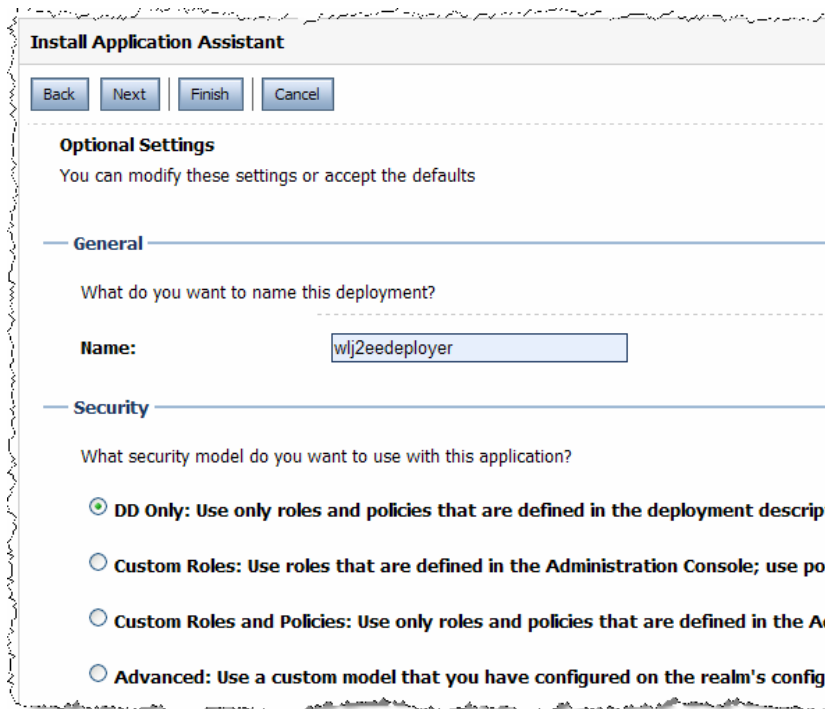 Install Application Assistant
Back Next Finish Cancel
Optional Settings
You can modify these settings or accept the defaults
General
What do you want to name this deployment?
Name: wlj2eedeployer
Security
What security model do you want to use with this application?
DD Only: Use only roles and policies that are defined in the deployment descrip
Custom Roles: Use roles that are defined in the Administration Console; use po
Custom Roles and Policies: Use only roles and policies that are defined in the A
Advanced: Use a custom model that you have configured on the realm's config